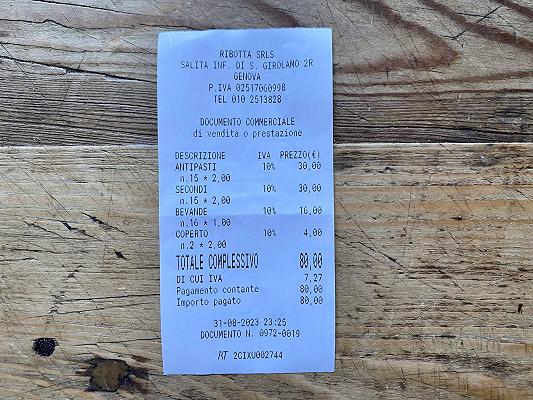 RIBOTTA SRLS
SALITA INF. DI S. GIROLAMO 2R
GENOVA
P.IVA 02517060998
TEL 010 2513828
DOCUMENTO COMMERCIALE
di vendita o prestazione
DESCRIZIONE IVA PREZZO(€)
ANTIPASTI 10% 30,00
n.15 * 2,00
SECONDI 10% 30,00
n.15 * 2,00
BEVANDE 10% 16,00
n.16 * 1,00
COPERTO 10% 4,00
n.2 * 2,00
TOTALE COMPLESSIVO 80,00
DI CUI IVA 7,27
Pagamento contante 80,00
Importo pagato 80,00
31-08-2023 23:25
DOCUMENTO N. 0972-0019
RT 2CIXU002744